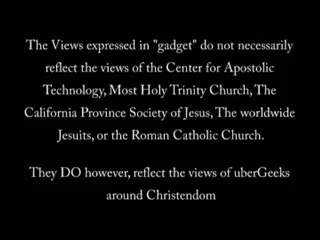 The Views expressed in "gadget" do not necessarily
reflect the views of the Center for Apostolic
Technology, Most Holy Trinity Church, The
California Province Society of Jesus, The worldwide
Jesuits, or the Roman Catholic Church.
They DO however, reflect the views of uberGeeks
around Christendom